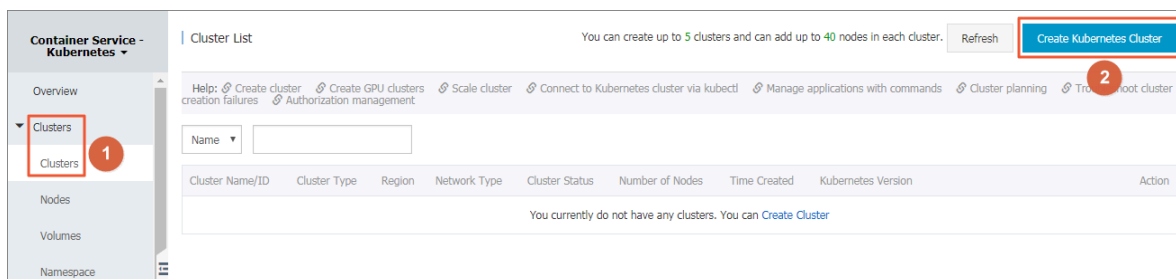 Container Service -
Kubernetes
Overview
Clusters
Clusters
1
Nodes
Volumes
Namespace
Cluster List
You can create up to 5 clusters and can add up to 40 nodes in each cluster.
Refresh
Create Kubernetes Cluster
2
Help: Create cluster Create GPU clusters Scale cluster Connect to Kubernetes cluster via kubectl Manage applications with commands Cluster planning cluster
creation failures Authorization management
Name
Cluster Name/ID Cluster Type Region Network Type Cluster Status Number of Nodes Time Created Kubernetes Version Action
You currently do not have any clusters. You can Create Cluster